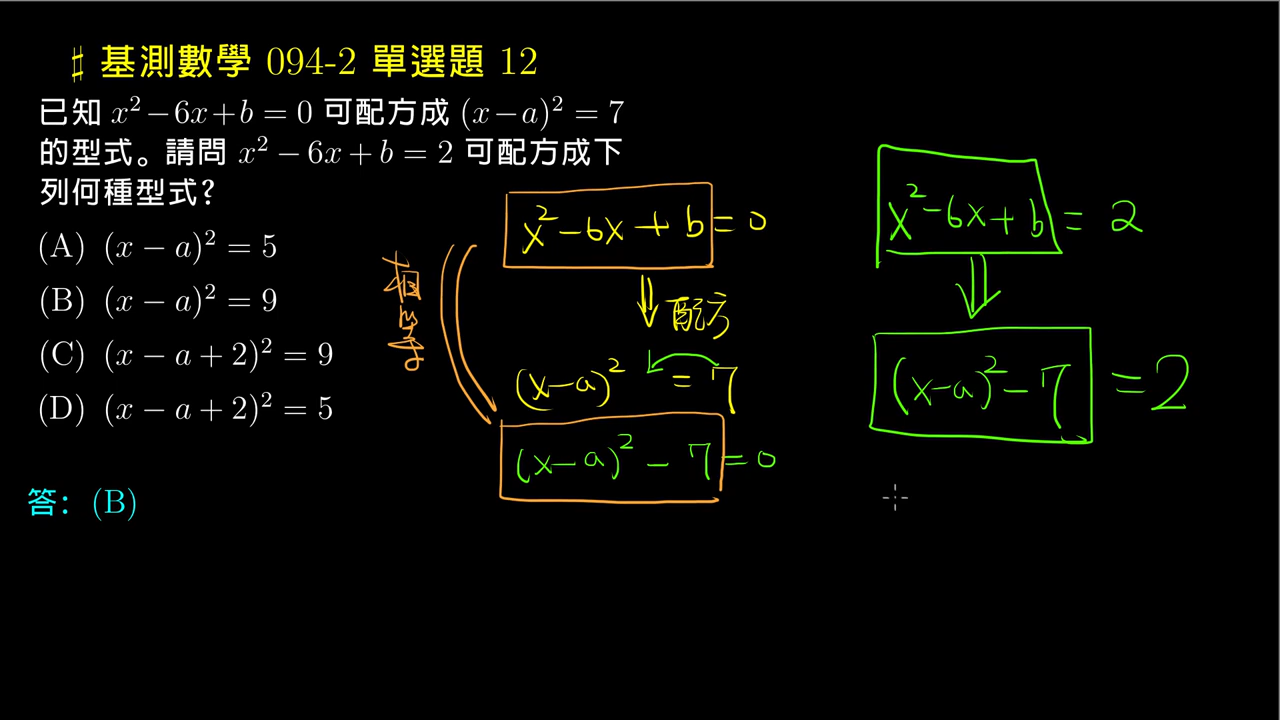 ♯ 基測數學 094-2 單選題 12
已知 x² − 6x + b = 0 可配方成 (x − a)² = 7
的型式。請問 x² − 6x + b = 2 可配方成下
列何種型式?
(A) (x − a)² = 5
(B) (x − a)² = 9
(C) (x − a + 2)² = 9
(D) (x − a + 2)² = 5
答: (B)
相等
x² − 6x + b = 0
配方
(x − a)² = 7
(x − a)² − 7 = 0
x² − 6x + b = 2
(x − a)² − 7 = 2